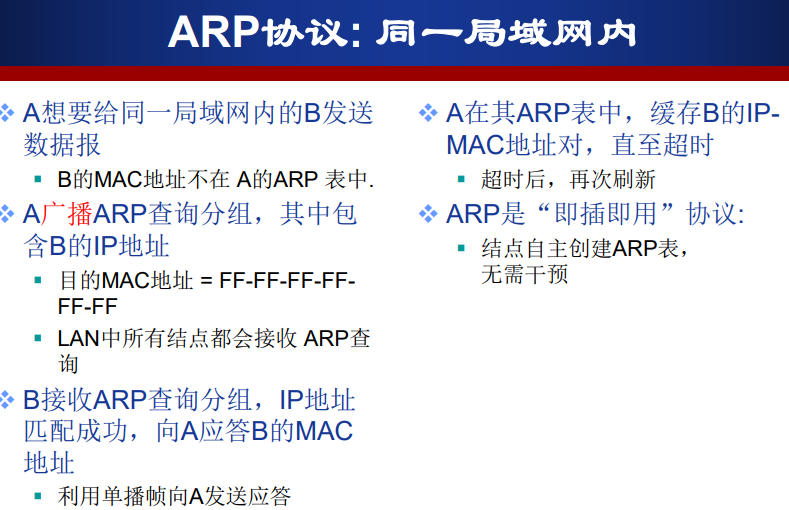 ARP协议: 同一局域网内
A想要给同一局域网内的B发送
数据报
B的MAC地址不在 A的ARP 表中.
A广播ARP查询分组，其中包
含B的IP地址
目的MAC地址 = FF-FF-FF-FF-
FF-FF
LAN中所有结点都会接收 ARP查
询
B接收ARP查询分组，IP地址
匹配成功，向A应答B的MAC
地址
利用单播帧向A发送应答
A在其ARP表中，缓存B的IP-
MAC地址对，直至超时
超时后，再次刷新
ARP是“即插即用”协议:
结点自主创建ARP表，
无需干预